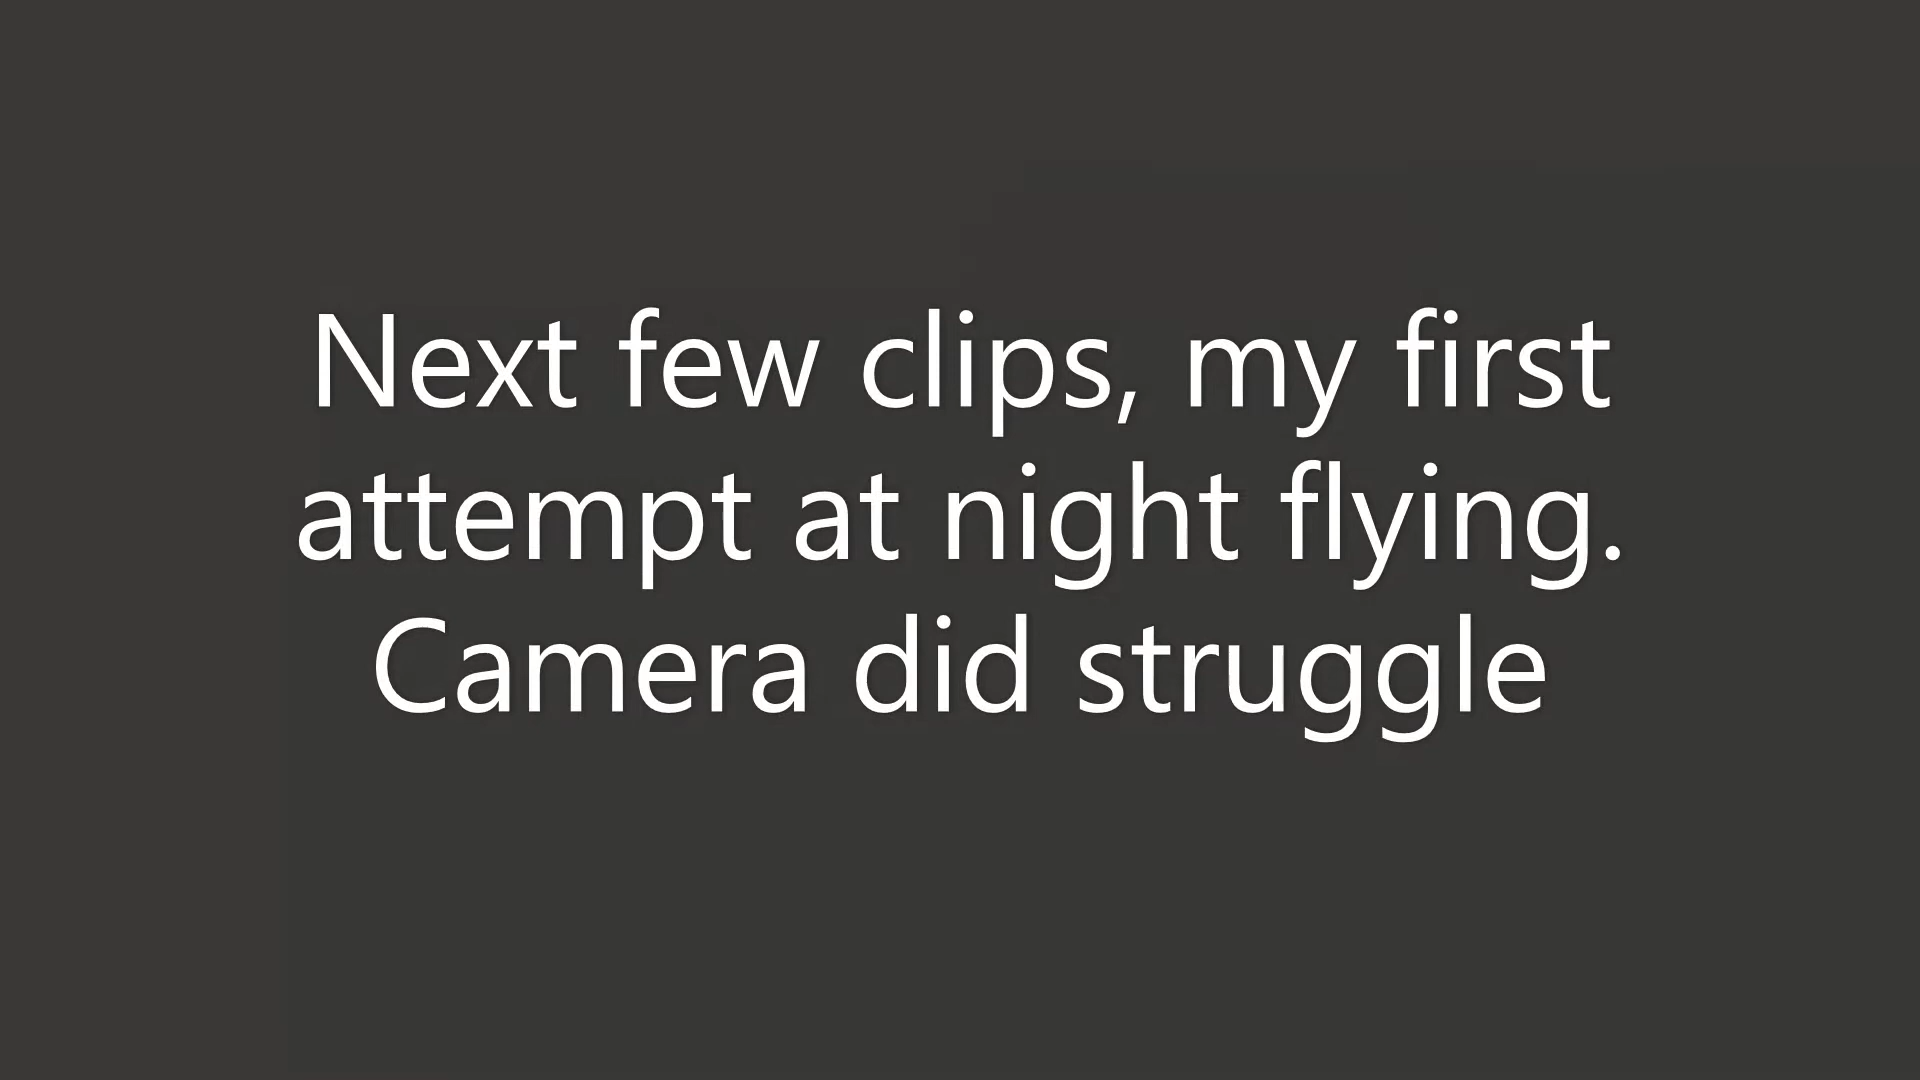 Next few clips, my first
attempt at night flying.
Camera did struggle